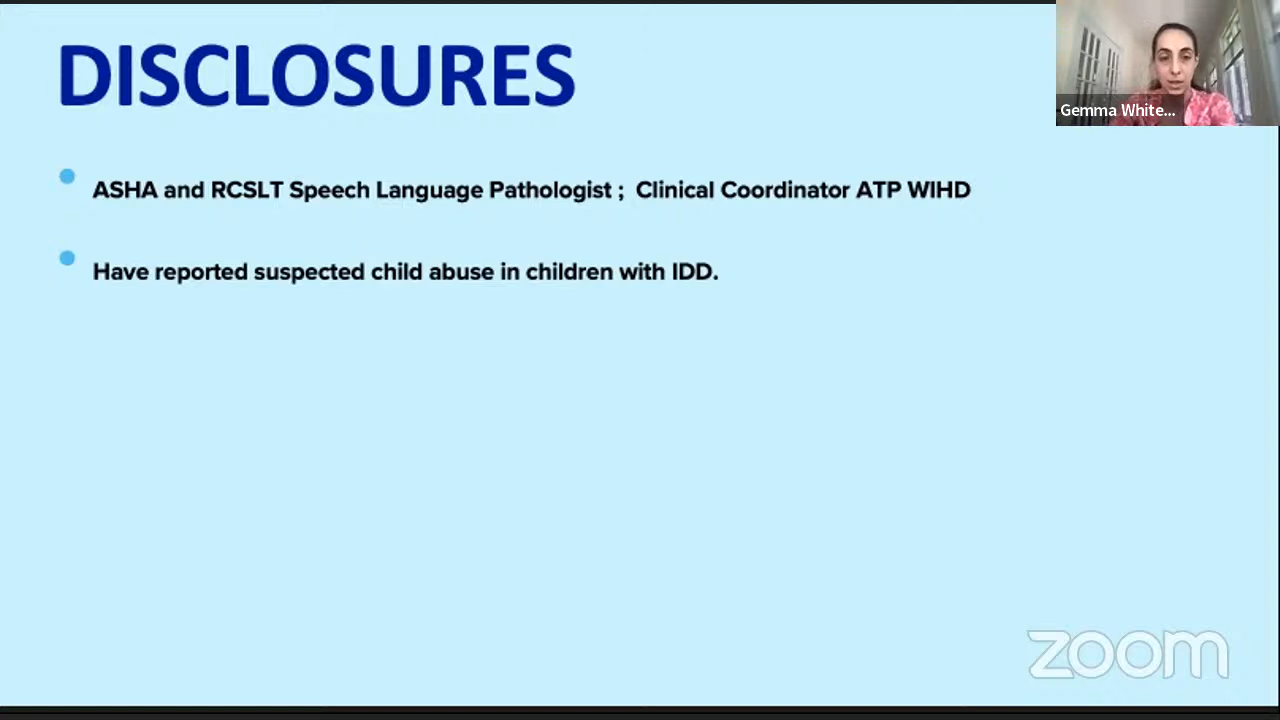 DISCLOSURES
Gemma White...
ASHA and RCSLT Speech Language Pathologist ; Clinical Coordinator ATP WIHD
Have reported suspected child abuse in children with IDD.
zoom